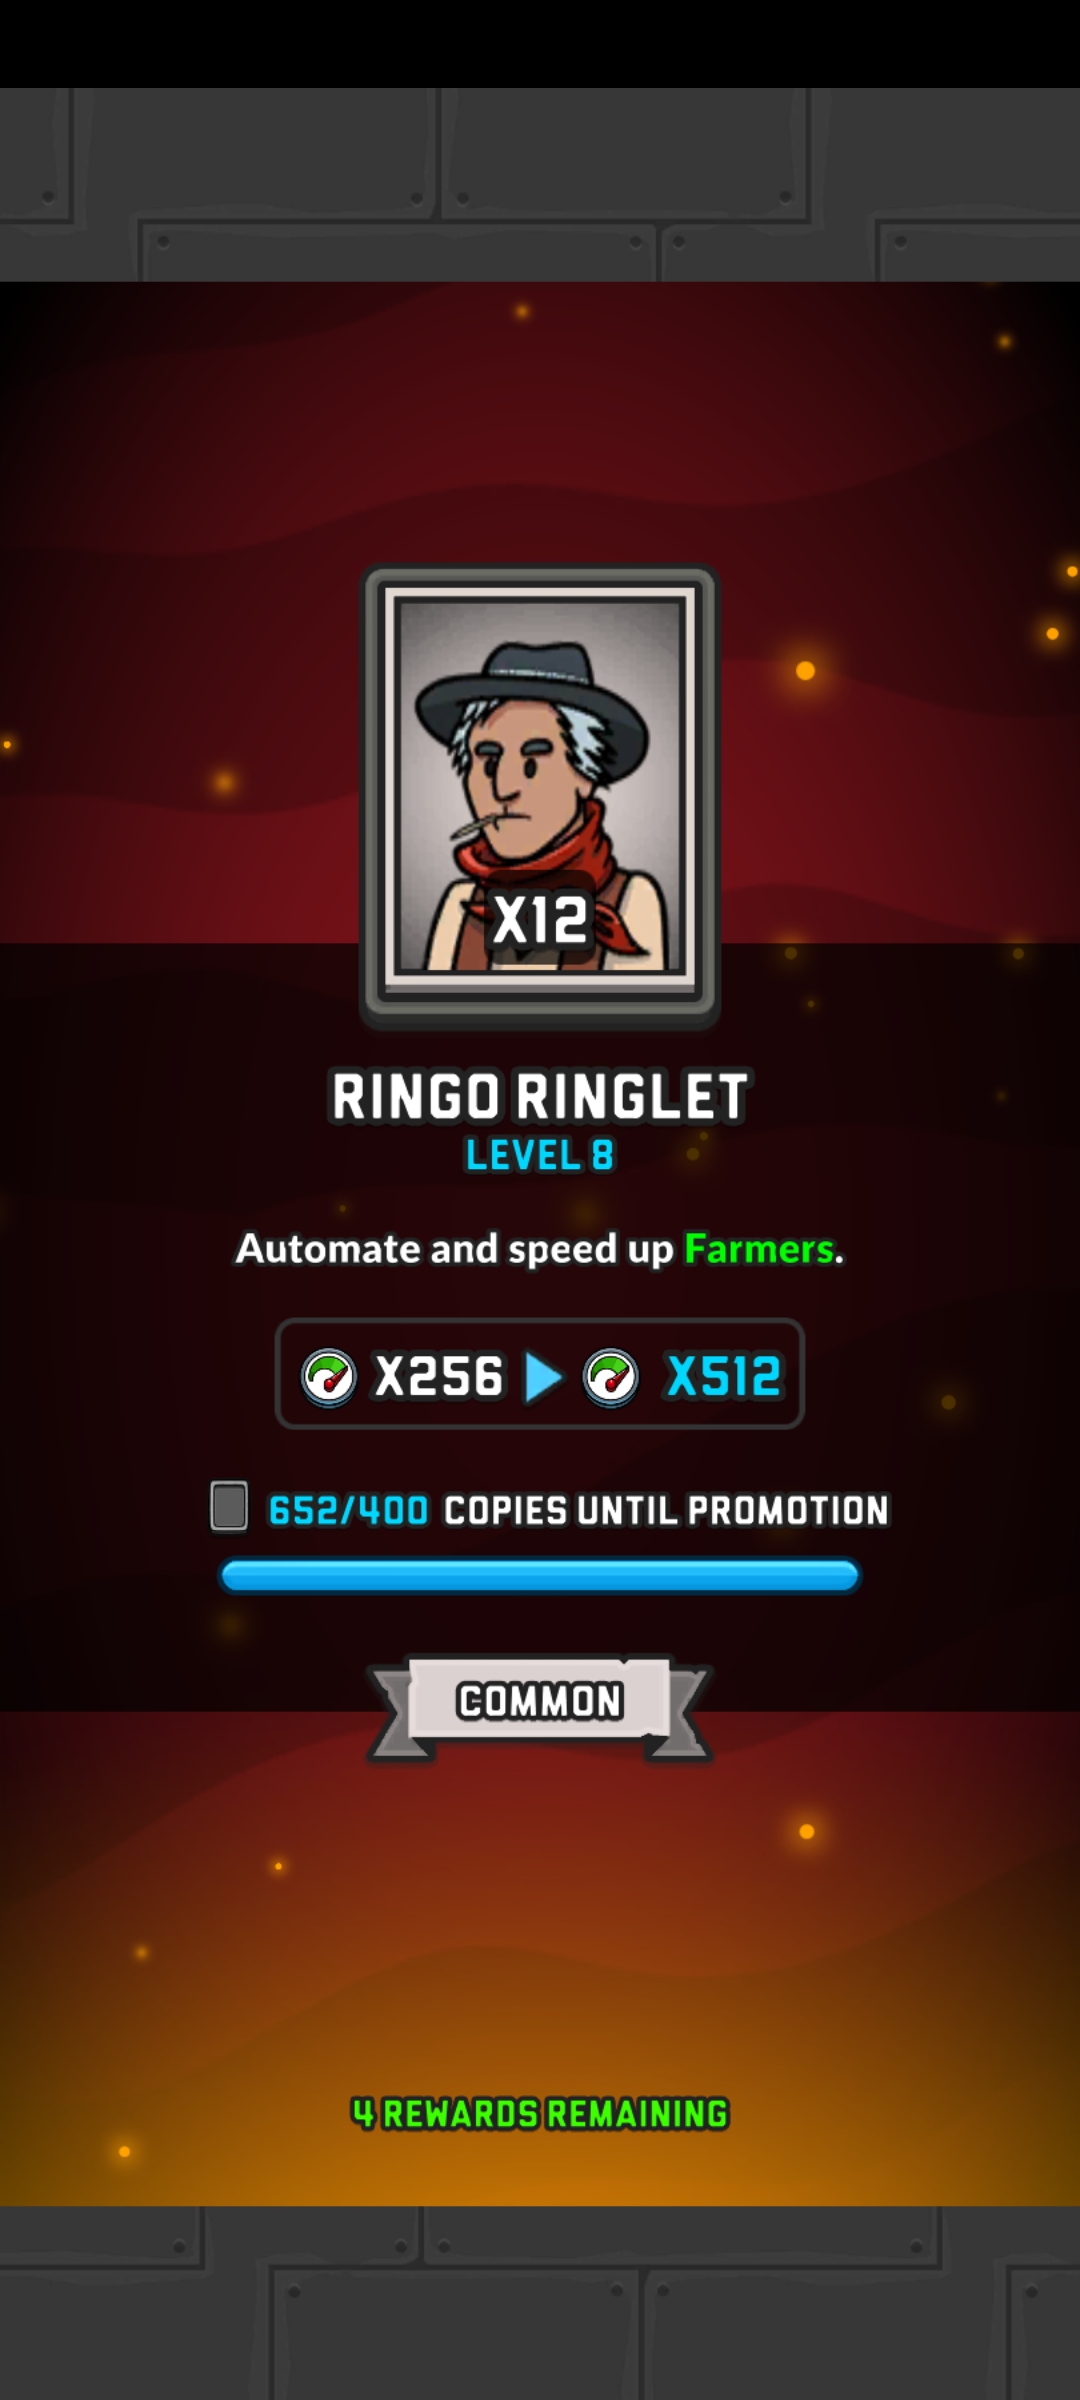 X12
RINGO RINGLET
LEVEL 8
Automate and speed up Farmers.
X256 X512
652/400 COPIES UNTIL PROMOTION
COMMON
4 REWARDS REMAINING